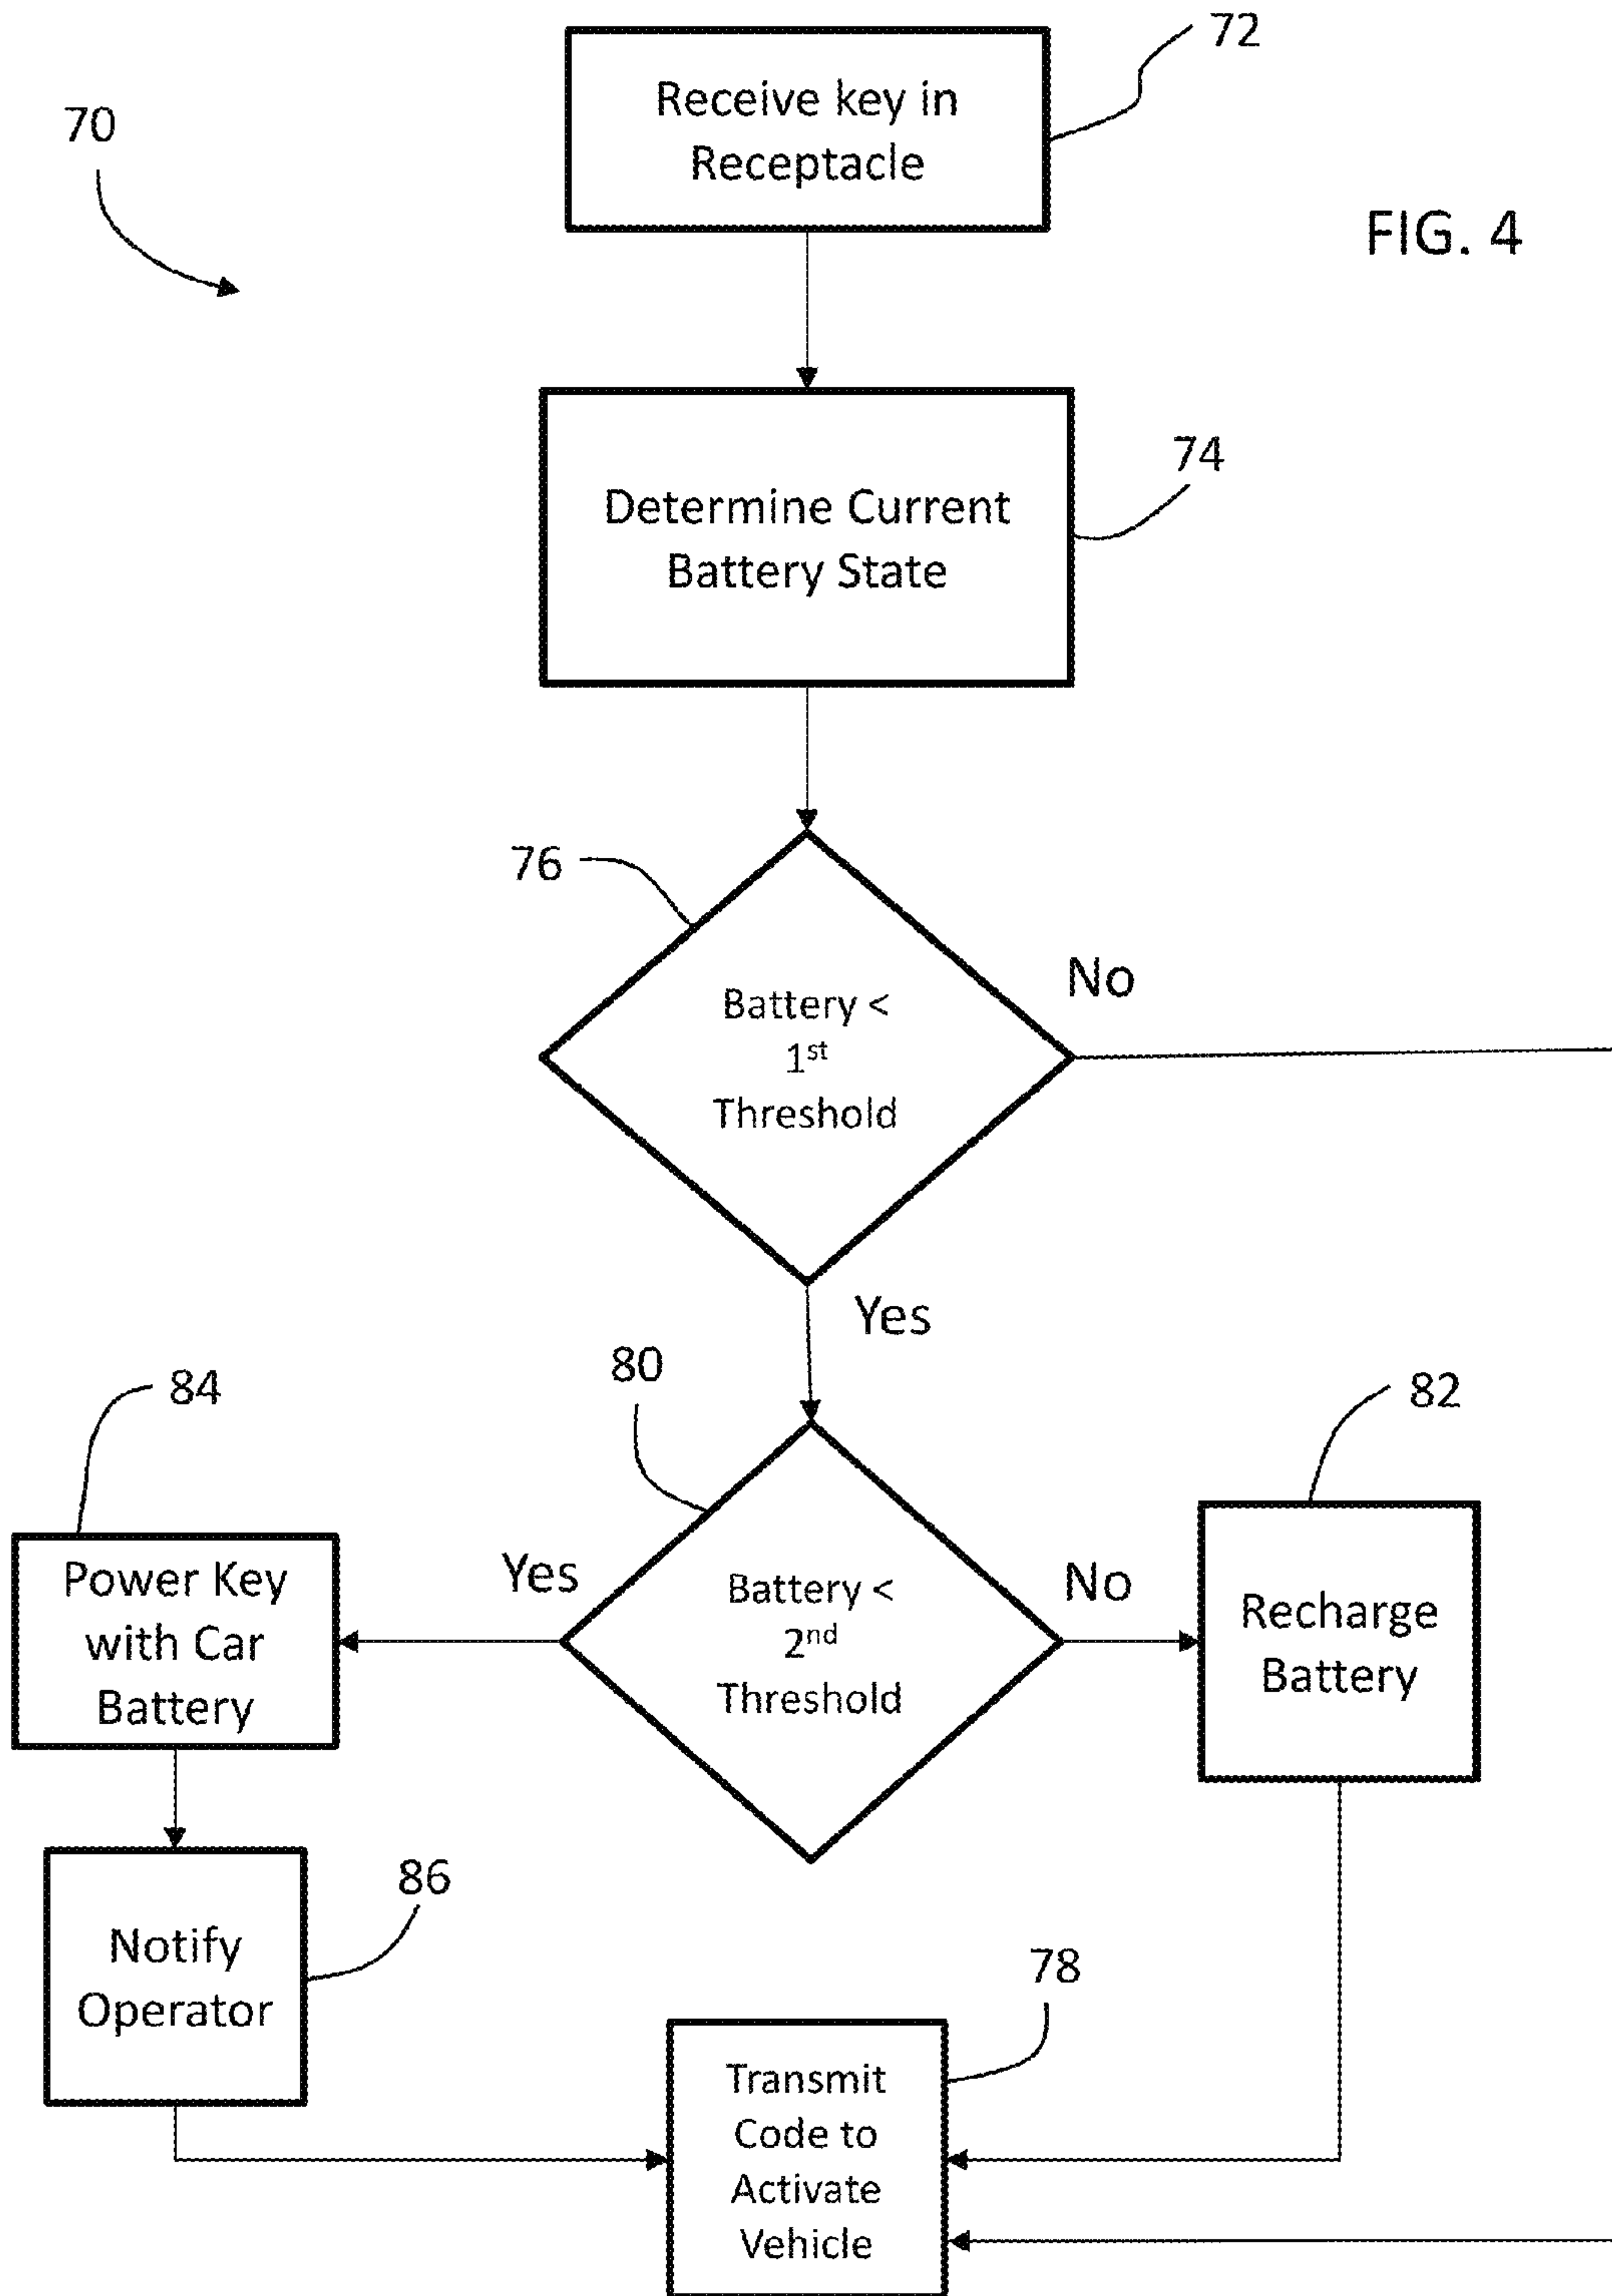 72
Receive key in
Receptacle
70
FIG. 4
74
Determine Current
Battery State
76
No
Battery <
1st
Threshold
Yes
80
84
82
Power Key
with Car
Battery
Yes
Battery <
2nd
Threshold
No
Recharge
Battery
86
Notify
Operator
78
Transmit
Code to
Activate
Vehicle